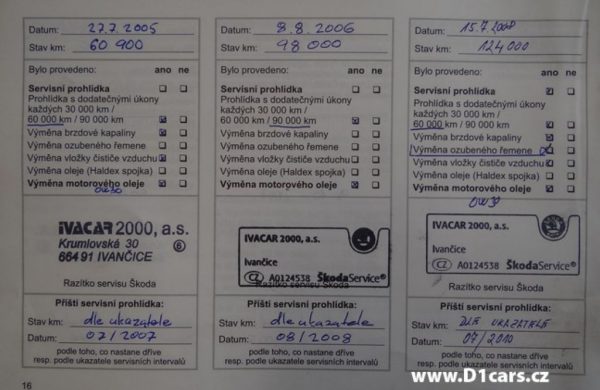 Datum: 27.7.2005
Stav km: 60 900
Bylo provedeno: ano ne
Servisní prohlídka
Prohlídka s dodatečnými úkony
každých 30 000 km /
60 000 km / 90 000 km
Výměna brzdové kapaliny
Výměna ozubeného řemene
Výměna vložky čističe vzduchu
Výměna oleje (Haldex spojka)
Výměna motorového oleje
0W30
IVACAR 2000, a.s.
Krumlovská 30
664 91 IVANČICE
6
Razítko servisu Škoda
Příští servisní prohlídka:
Stav km: dle ukazatele
Datum: 07/2007
podle toho, co nastane dříve
resp. podle ukazatele servisních intervalů
16
Datum: 8.8.2006
Stav km: 98 000
Bylo provedeno: ano ne
Servisní prohlídka
Prohlídka s dodatečnými úkony
každých 30 000 km /
60 000 km / 90 000 km
Výměna brzdové kapaliny
Výměna ozubeného řemene
Výměna vložky čističe vzduchu
Výměna oleje (Haldex spojka)
Výměna motorového oleje
IVACAR 2000, a.s.
Ivančice
CZ A0124538 ŠkodaService®
Razítko servisu Škoda
Příští servisní prohlídka:
Stav km: dle ukazatele
Datum: 08/2008
podle toho, co nastane dříve
resp. podle ukazatele servisních intervalů
Datum: 15.7.2008
Stav km: 124 000
Bylo provedeno: ano ne
Servisní prohlídka
Prohlídka s dodatečnými úkony
každých 30 000 km /
60 000 km / 90 000 km
Výměna brzdové kapaliny
Výměna ozubeného řemene
Výměna vložky čističe vzduchu
Výměna oleje (Haldex spojka)
Výměna motorového oleje
0W30
IVACAR 2000, a.s.
Ivančice
CZ A0124538 ŠkodaService®
Razítko servisu Škoda
Příští servisní prohlídka:
Stav km: DLE UKAZATELE
Datum: 07/2010
podle toho, co nastane dříve
resp. podle ukazatele servisních intervalů
www.D1cars.cz